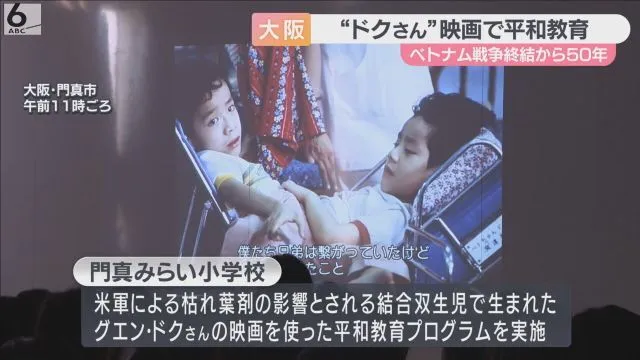 6
ABC
大阪
“ドクさん”映画で平和教育
ベトナム戦争終結から50年
大阪・門真市
午前11時ごろ
僕たち兄弟は繋がっていたけど
たこと
門真みらい小学校
米軍による枯れ葉剤の影響とされる結合双生児で生まれた
グエン・ドクさんの映画を使った平和教育プログラムを実施